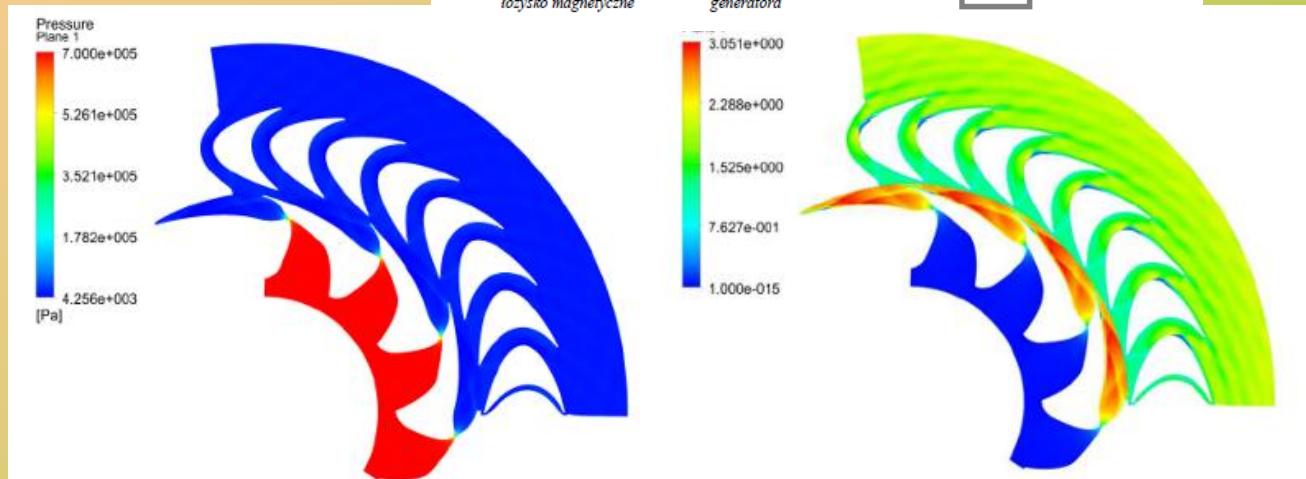 łożysko magnetyczne
generatora
Pressure
Plane 1
7.000e+005
5.261e+005
3.521e+005
1.782e+005
4.256e+003
[Pa]
3.051e+000
2.288e+000
1.525e+000
7.627e-001
1.000e-015